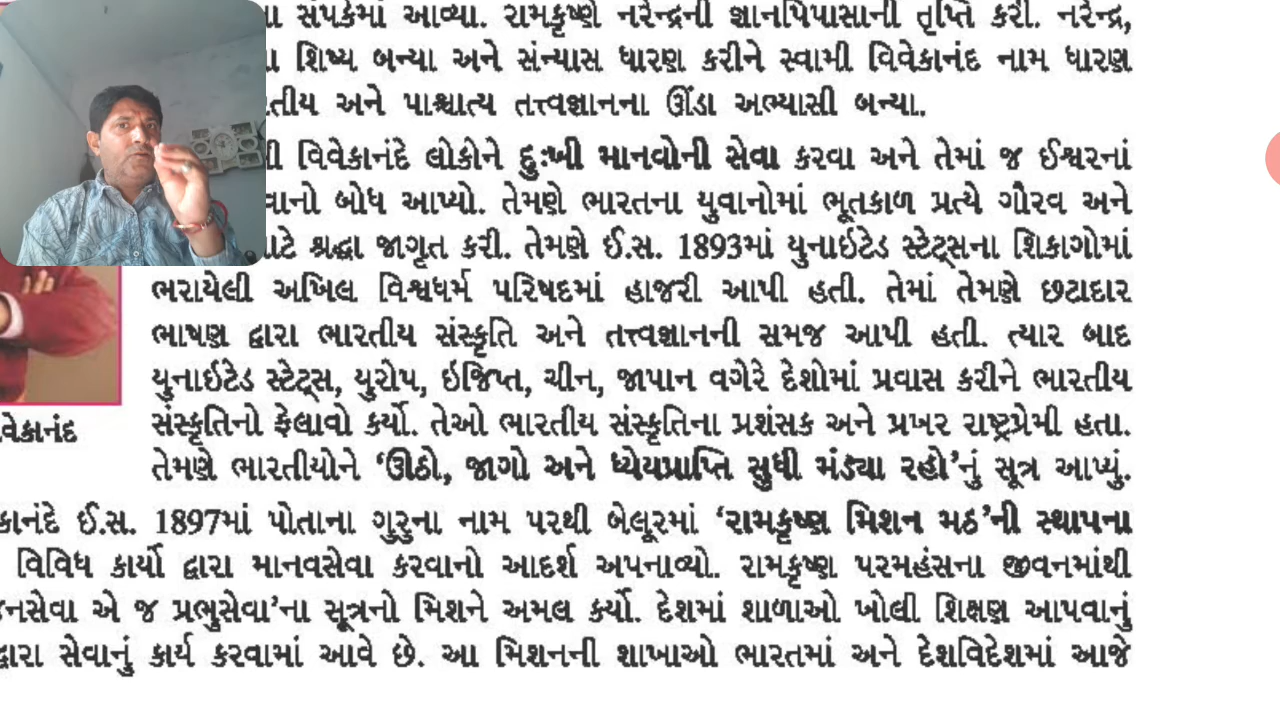 સંપર્કમાં આવ્યા. રામકૃષ્ણે નરેન્દ્રની જ્ઞાનપિપાસાની તૃપ્તિ કરી. નરેન્દ્ર,
શિષ્ય બન્યા અને સંન્યાસ ધારણ કરીને સ્વામી વિવેકાનંદ નામ ધારણ
અને પાશ્ચાત્ય તત્ત્વજ્ઞાનના ઊંડા અભ્યાસી બન્યા.
વિવેકાનંદે લોકોને દુઃખી માનવોની સેવા કરવા અને તેમાં જ ઈશ્વરનાં
બોધ આપ્યો. તેમણે ભારતના યુવાનોમાં ભૂતકાળ પ્રત્યે ગૌરવ અને
શ્રદ્ધા જાગૃત કરી. તેમણે ઈ.સ. 1893માં યુનાઇટેડ સ્ટેટ્સના શિકાગોમાં
ભરાયેલી અખિલ વિશ્વધર્મ પરિષદમાં હાજરી આપી હતી. તેમાં તેમણે છટાદાર
ભાષણ દ્વારા ભારતીય સંસ્કૃતિ અને તત્ત્વજ્ઞાનની સમજ આપી હતી. ત્યાર બાદ
યુનાઇટેડ સ્ટેટ્સ, યુરોપ, ઇજિપ્ત, ચીન, જાપાન વગેરે દેશોમાં પ્રવાસ કરીને ભારતીય
સંસ્કૃતિનો ફેલાવો કર્યો. તેઓ ભારતીય સંસ્કૃતિના પ્રશંસક અને પ્રખર રાષ્ટ્રપ્રેમી હતા.
વેકાનંદ
તેમણે ભારતીયોને ‘ઊઠો, જાગો અને ધ્યેયપ્રાપ્તિ સુધી મંડ્યા રહો’નું સૂત્ર આપ્યું.
કાનંદે ઈ.સ. 1897માં પોતાના ગુરુના નામ પરથી બેલૂરમાં ‘રામકૃષ્ણ મિશન મઠ’ની સ્થાપના
વિવિધ કાર્યો દ્વારા માનવસેવા કરવાનો આદર્શ અપનાવ્યો. રામકૃષ્ણ પરમહંસના જીવનમાંથી
નસેવા એ જ પ્રભુસેવા’ના સૂત્રનો મિશને અમલ કર્યો. દેશમાં શાળાઓ ખોલી શિક્ષણ આપવાનું
દ્વારા સેવાનું કાર્ય કરવામાં આવે છે. આ મિશનની શાખાઓ ભારતમાં અને દેશવિદેશમાં આજે